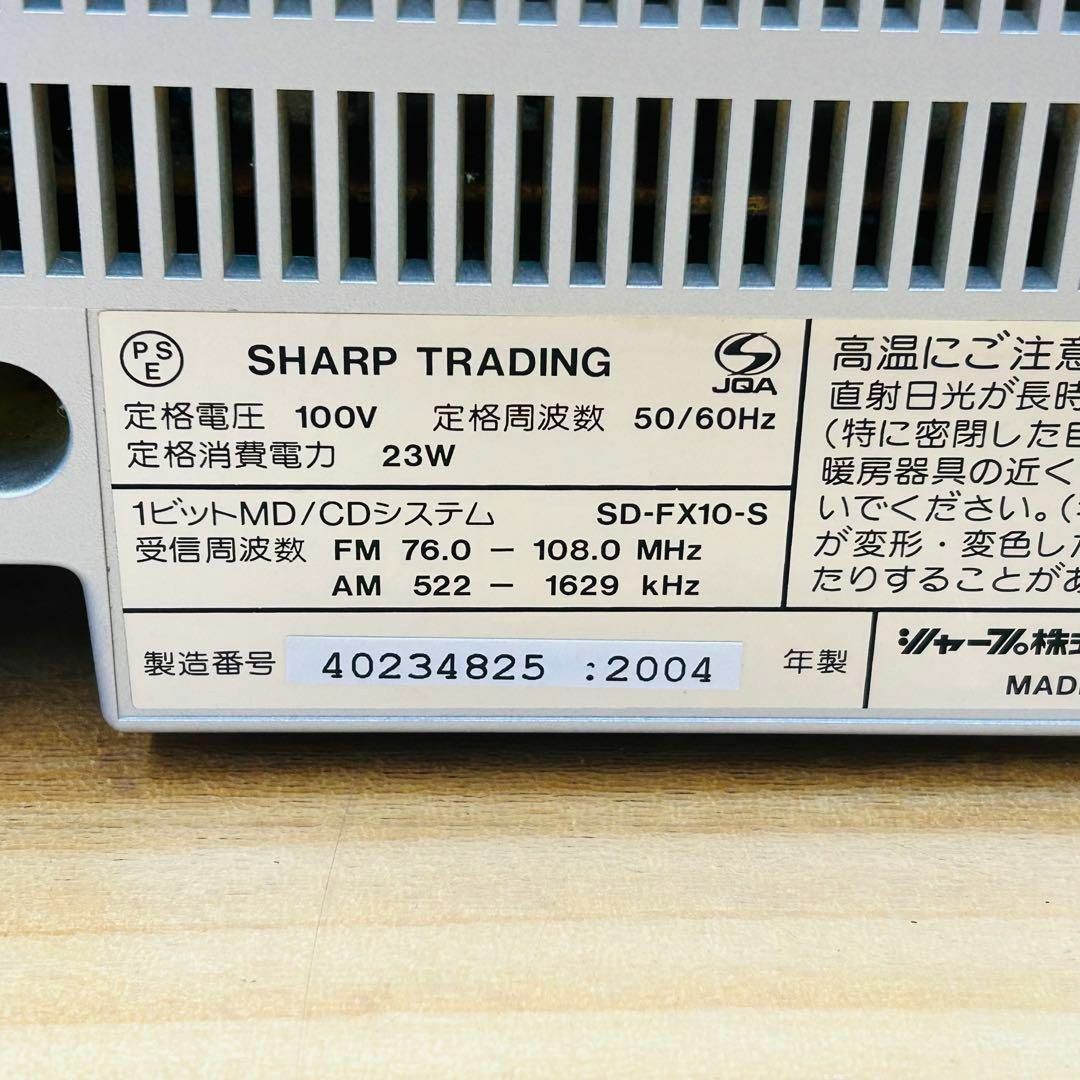 PSE SHARP TRADING JQA
定格電圧 100V 定格周波数 50/60Hz
定格消費電力 23W
1ビットMD/CDシステム SD-FX10-S
受信周波数 FM 76.0 − 108.0 MHz
AM 522 − 1629 kHz
高温にご注意
直射日光が長時
(特に密閉した自
暖房器具の近く
いでください。(
が変形・変色した
たりすることがあ
製造番号 40234825 :2004 年製
シャープ株式
MADE